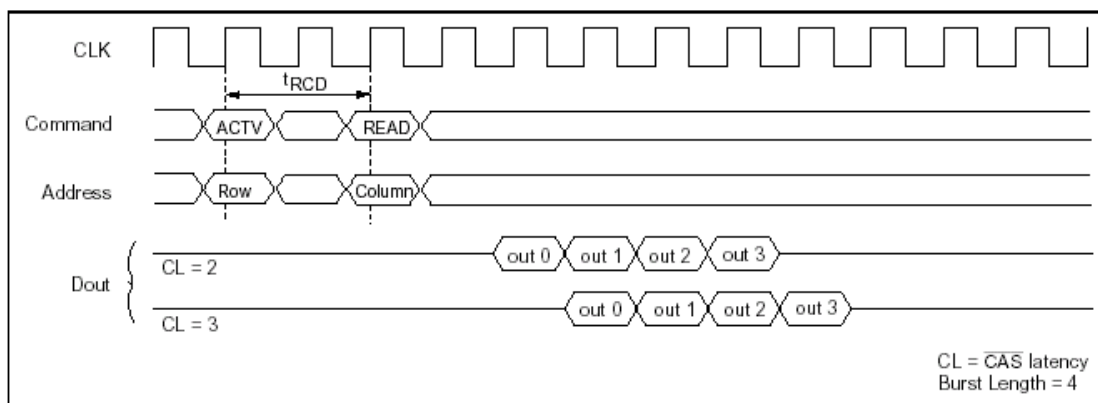 CLK
tRCD
Command ACTV READ
Address Row Column
Dout
CL = 2 out 0 out 1 out 2 out 3
CL = 3 out 0 out 1 out 2 out 3
CL = C̅A̅S̅ latency
Burst Length = 4